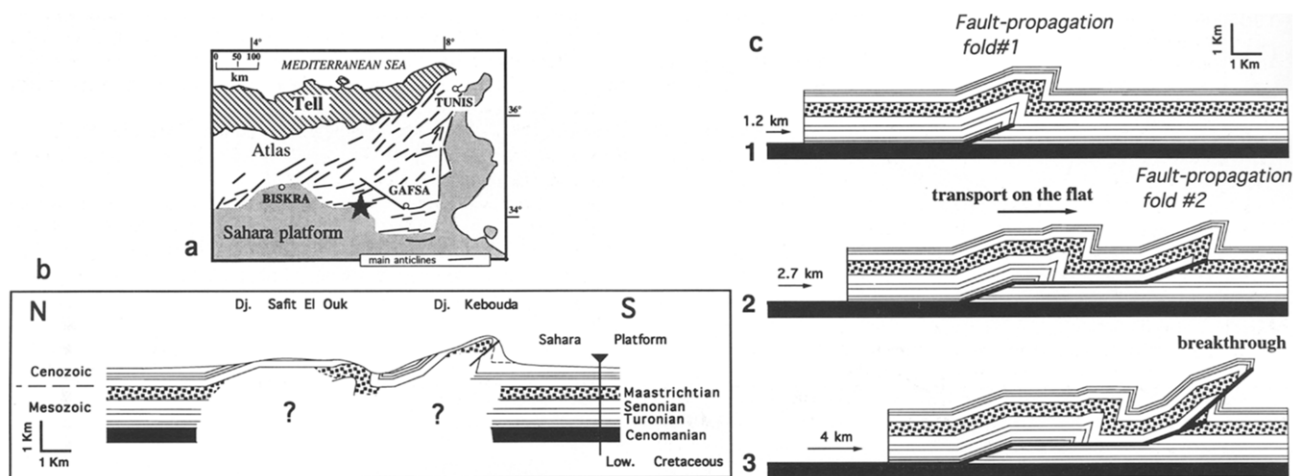 4°
8°
0 50 100
km
MEDITERRANEAN SEA
Tell
TUNIS
36°
Atlas
BISKRA
GAFSA
34°
Sahara platform
a
main anticlines
b
N
Dj. Safit El Ouk
Dj. Kebouda
S
Sahara Platform
Cenozoic
Mesozoic
?
?
Maastrichtian
Senonian
Turonian
Cenomanian
Low. Cretaceous
1 Km
1 Km
c
Fault-propagation
fold#1
1 Km
1 Km
1.2 km
1
transport on the flat
Fault-propagation
fold #2
2.7 km
2
breakthrough
4 km
3